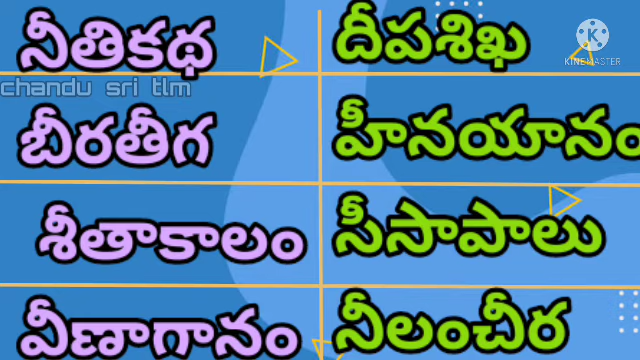 నీతికథ దీపశిఖ
KINEMASTER
chandu sri tlm
బీరతీగ హీనయానం
శీతాకాలం సీసాపాలు
వీణాగానం నీలంచీర